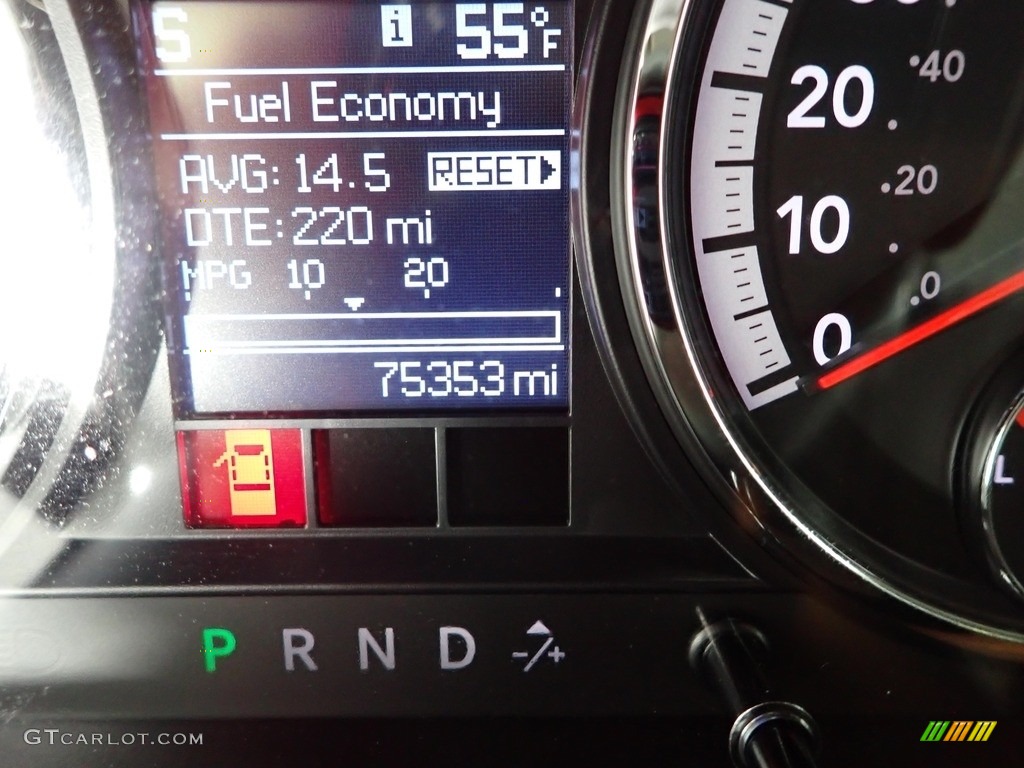 S i 55°F
Fuel Economy
AVG: 14.5 RESET
DTE: 220 mi
MPG 10 20
75353 mi
20
40
10
20
0
0
L
P R N D -/+
GTCARLOT.COM